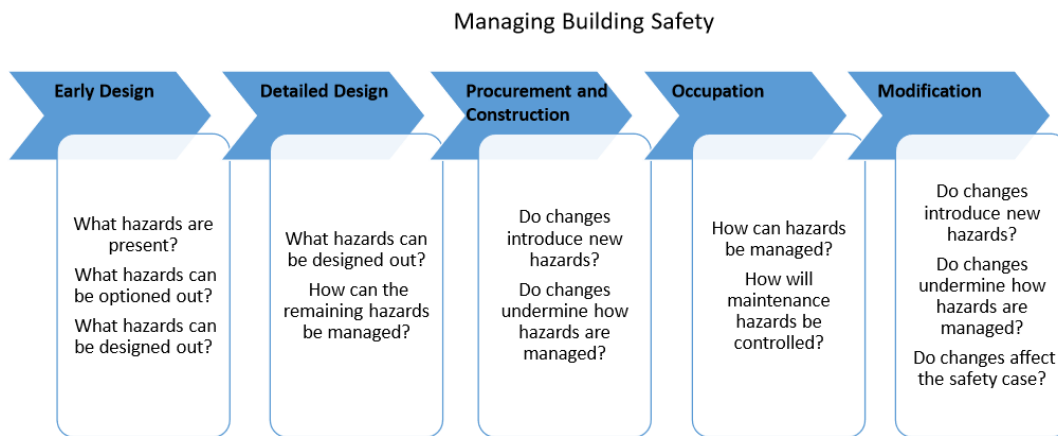 Managing Building Safety
Early Design
What hazards are
present?
What hazards can
be optioned out?
What hazards can
be designed out?
Detailed Design
What hazards can
be designed out?
How can the
remaining hazards
be managed?
Procurement and
Construction
Do changes
introduce new
hazards?
Do changes
undermine how
hazards are
managed?
Occupation
How can hazards
be managed?
How will
maintenance
hazards be
controlled?
Modification
Do changes
introduce new
hazards?
Do changes
undermine how
hazards are
managed?
Do changes affect
the safety case?